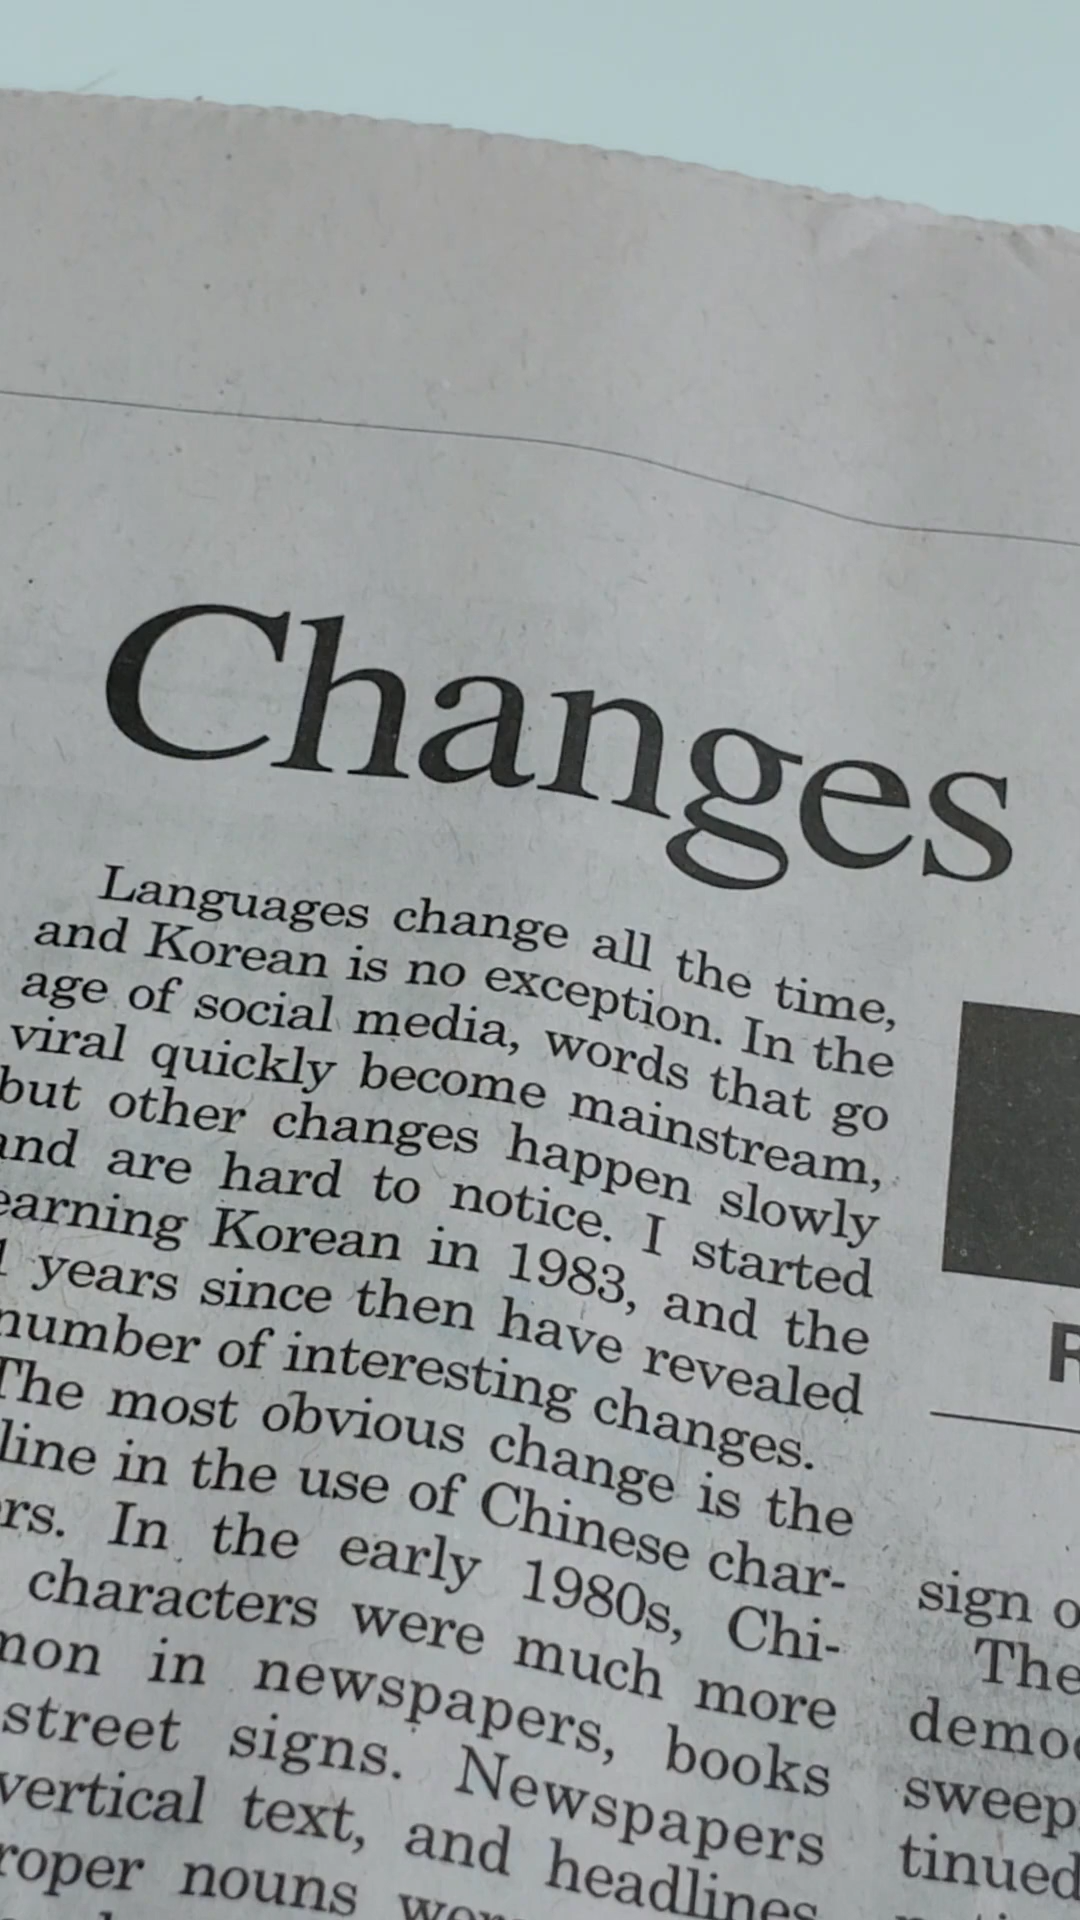 Changes
Languages change all the time,
and Korean is no exception. In the
age of social media, words that go
viral quickly become mainstream,
but other changes happen slowly
and are hard to notice. I started
earning Korean in 1983, and the
years since then have revealed
number of interesting changes.
The most obvious change is the
line in the use of Chinese char-
rs. In the early 1980s, Chi-
characters were much more
mon in newspapers, books
street signs. Newspapers
vertical text, and headlines
roper nouns
R
sign o
The
demo
sweep
tinued